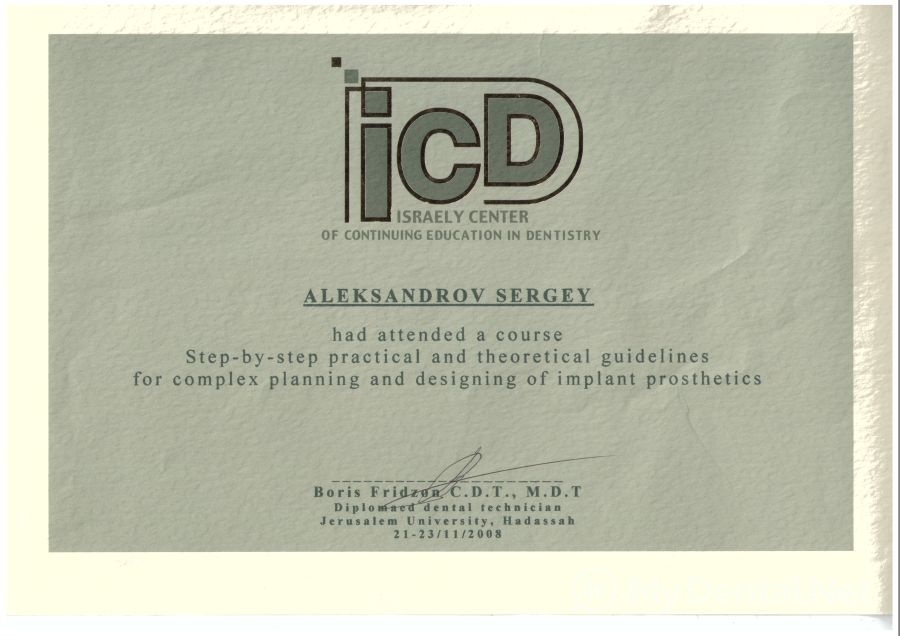 iCD
ISRAELY CENTER
OF CONTINUING EDUCATION IN DENTISTRY
ALEKSANDROV SERGEY
had attended a course
Step-by-step practical and theoretical guidelines
for complex planning and designing of implant prosthetics
Boris Fridzon C.D.T., M.D.T
Diplomaed dental technician
Jerusalem University, Hadassah
21-23/11/2008